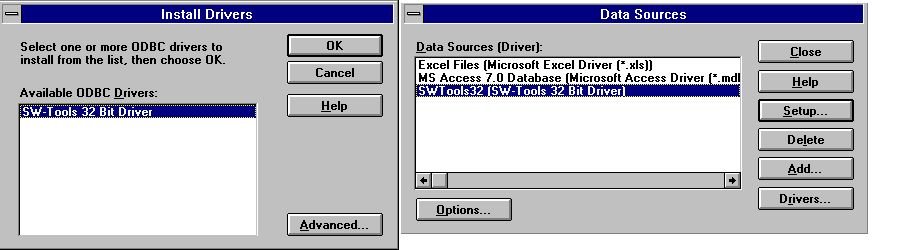 Install Drivers
Select one or more ODBC drivers to
install from the list, then choose OK.
OK
Cancel
Help
Available ODBC Drivers:
SW-Tools 32 Bit Driver
Advanced...
Data Sources
Data Sources (Driver):
Excel Files (Microsoft Excel Driver (*.xls))
MS Access 7.0 Database (Microsoft Access Driver (*.mdl
SWTools32 (SW-Tools 32 Bit Driver)
Close
Help
Setup...
Delete
Add...
Drivers...
Options...